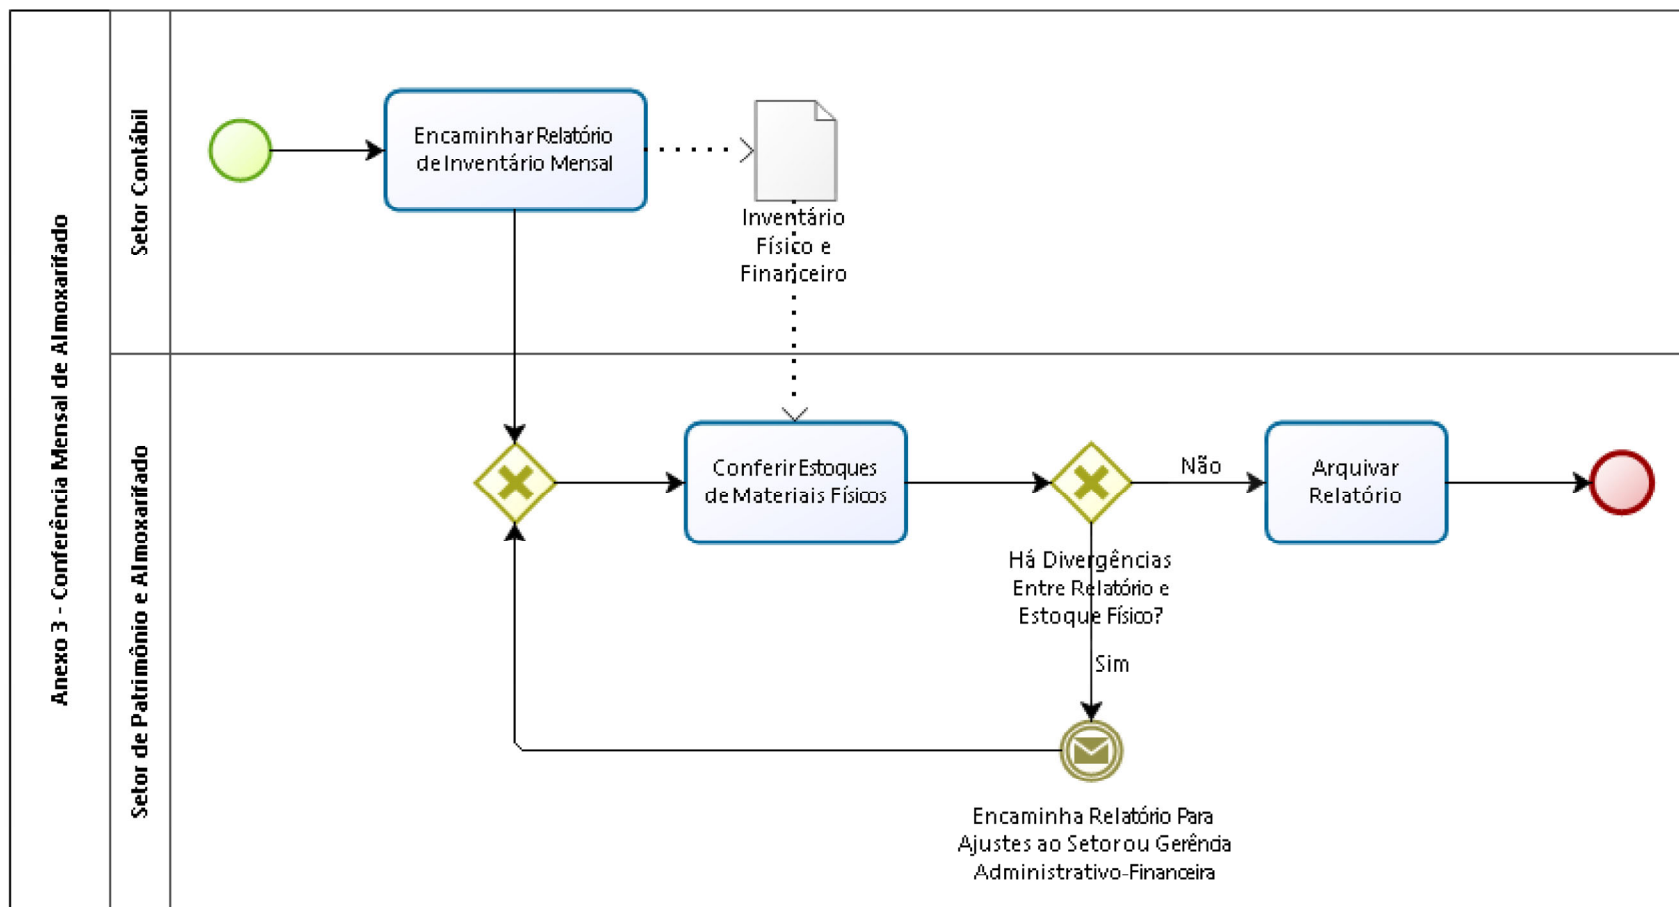 Anexo 3 - Conferência Mensal de Almoxarifado
Setor Contábil
Encaminhar Relatório
de Inventário Mensal
Inventário
Físico e
Financeiro
Setor de Patrimônio e Almoxarifado
Conferir Estoques
de Materiais Físicos
Não
Arquivar
Relatório
Há Divergências
Entre Relatório e
Estoque Físico?
Sim
Encaminha Relatório Para
Ajustes ao Setor ou Gerência
Administrativo-Financeira